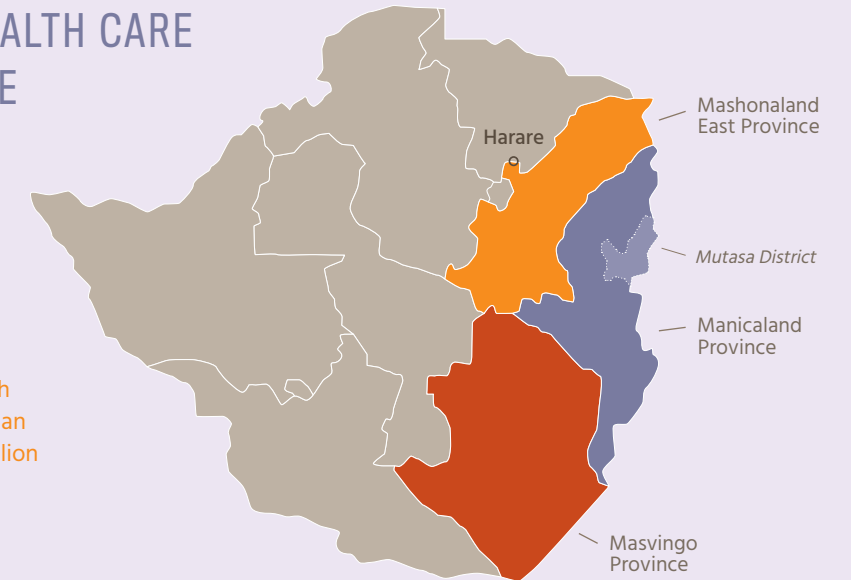 ALTH CARE
E
Harare
Mashonaland
East Province
Mutasa District
Manicaland
Province
h
an
lion
Masvingo
Province